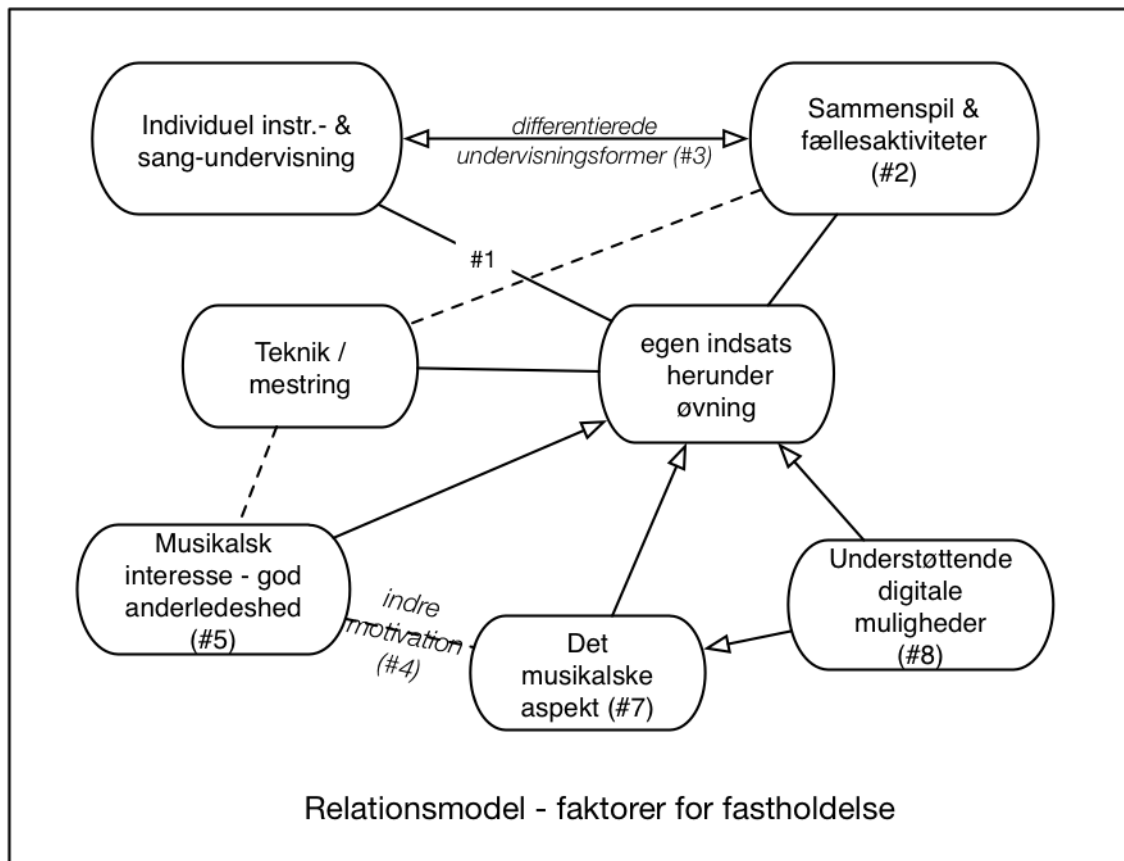 Individuel instr.- &
sang-undervisning
differentierede
undervisningsformer (#3)
Sammenspil &
fællesaktiviteter
(#2)
#1
Teknik /
mestring
egen indsats
herunder
øvning
Musikalsk
interesse - god
anderledeshed
(#5)
indre
motivation
(#4)
Det
musikalske
aspekt (#7)
Understøttende
digitale
muligheder
(#8)
Relationsmodel - faktorer for fastholdelse